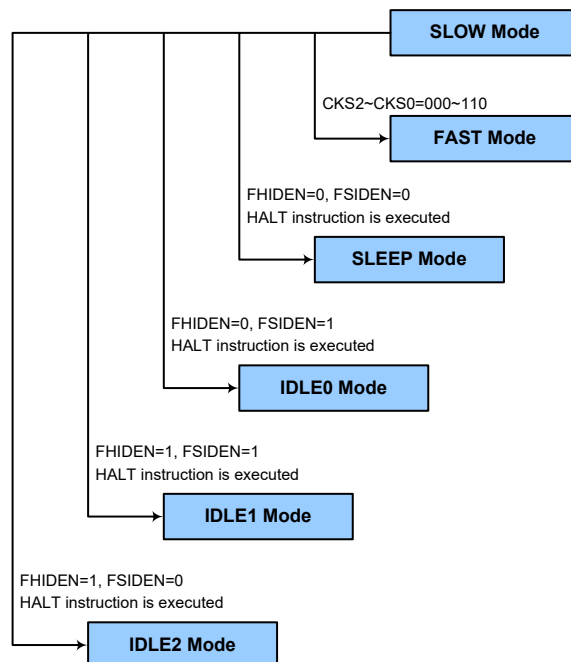 SLOW Mode
CKS2~CKS0=000~110
FAST Mode
FHIDEN=0, FSIDEN=0
HALT instruction is executed
SLEEP Mode
FHIDEN=0, FSIDEN=1
HALT instruction is executed
IDLE0 Mode
FHIDEN=1, FSIDEN=1
HALT instruction is executed
IDLE1 Mode
FHIDEN=1, FSIDEN=0
HALT instruction is executed
IDLE2 Mode